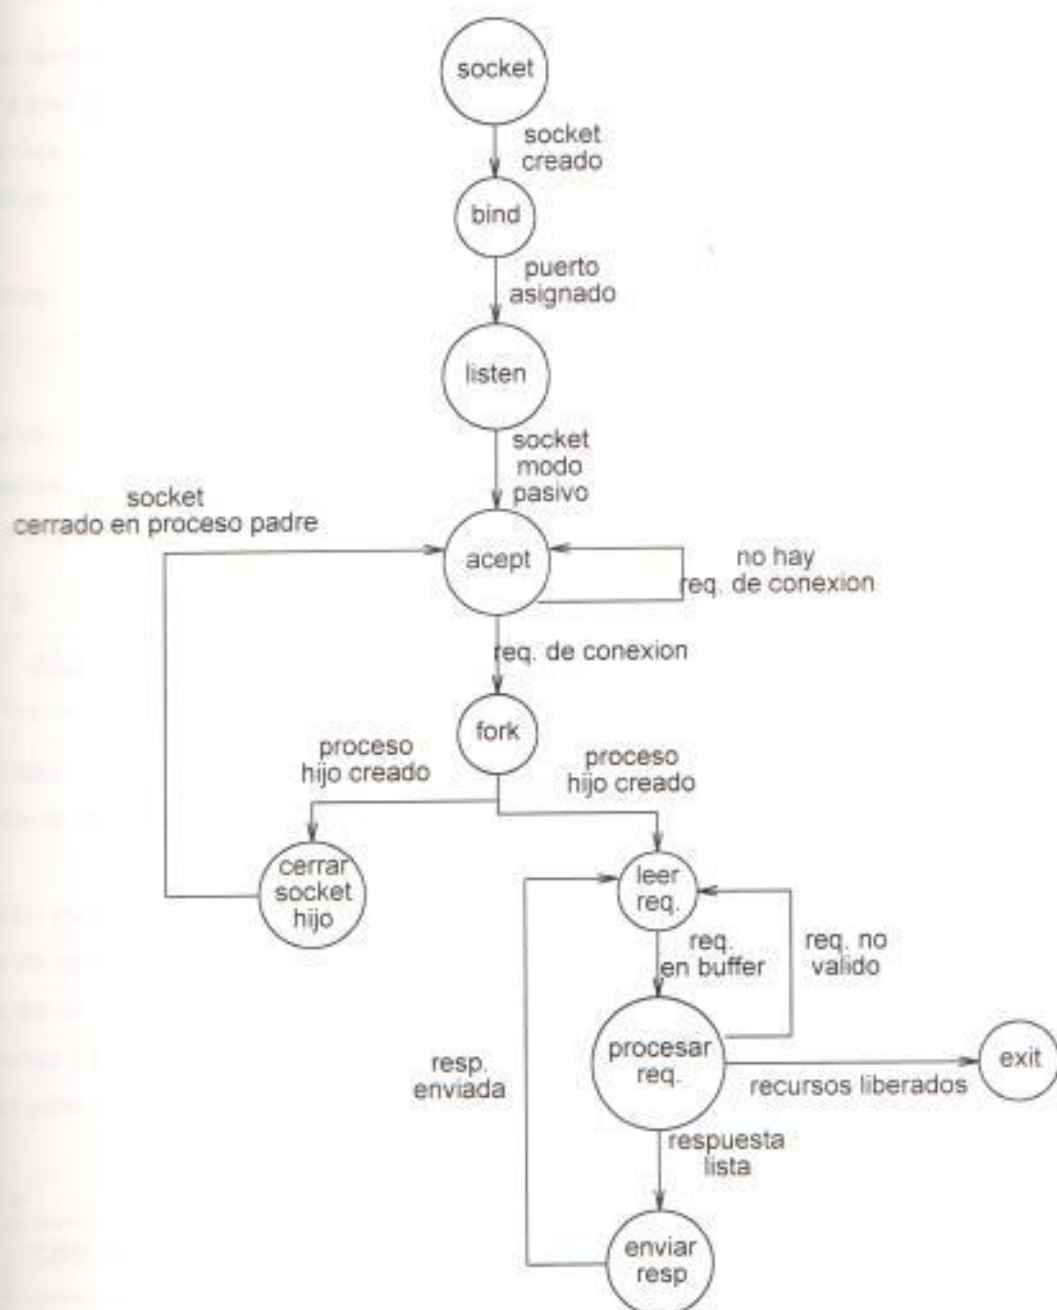 socket
socket
creado
bind
puerto
asignado
listen
socket
modo
pasivo
socket
cerrado en proceso padre
acept
no hay
req. de conexion
req. de conexion
fork
proceso
hijo creado
proceso
hijo creado
cerrar
socket
hijo
leer
req.
req.
en buffer
req. no
valido
procesar
req.
exit
recursos liberados
resp.
enviada
respuesta
lista
enviar
resp